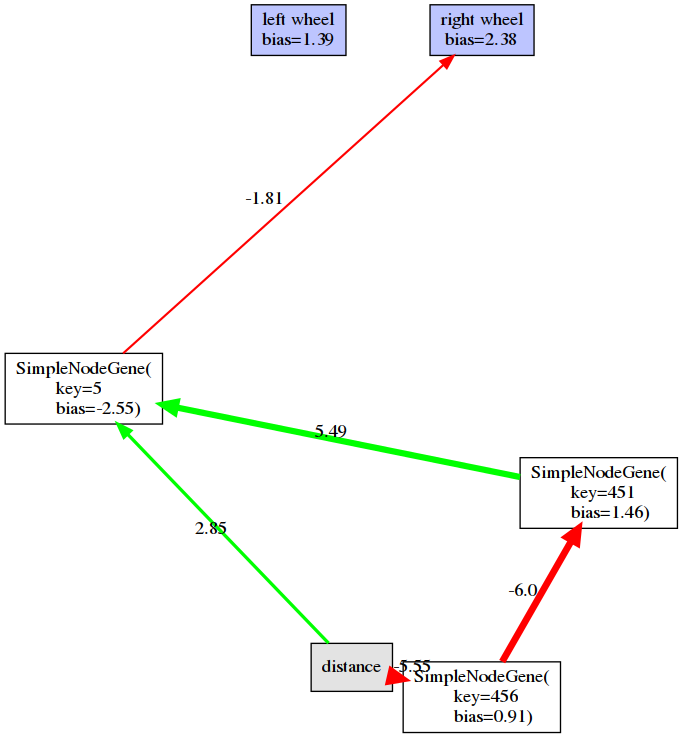 left wheel
bias=1.39
right wheel
bias=2.38
-1.81
SimpleNodeGene(
key=5
bias=-2.55)
5.49
SimpleNodeGene(
key=451
bias=1.46)
2.85
-6.0
distance
-5.55
SimpleNodeGene(
key=456
bias=0.91)